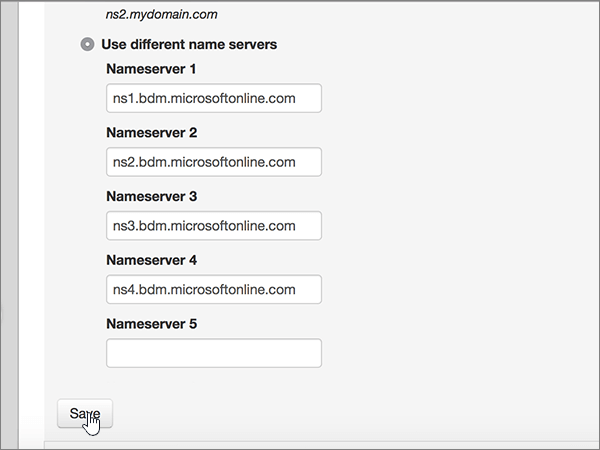 ns2.mydomain.com
Use different name servers
Nameserver 1
ns1.bdm.microsoftonline.com
Nameserver 2
ns2.bdm.microsoftonline.com
Nameserver 3
ns3.bdm.microsoftonline.com
Nameserver 4
ns4.bdm.microsoftonline.com
Nameserver 5
Save